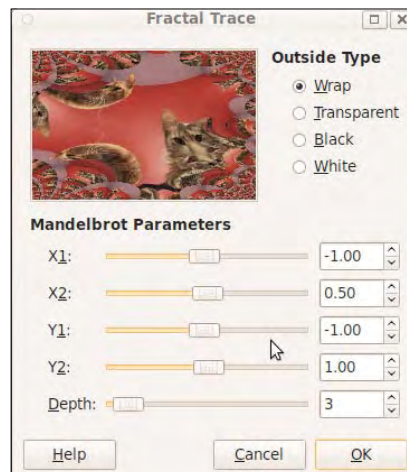 Fractal Trace
Outside Type
Wrap
Transparent
Black
White
Mandelbrot Parameters
X1: -1.00
X2: 0.50
Y1: -1.00
Y2: 1.00
Depth: 3
Help Cancel OK